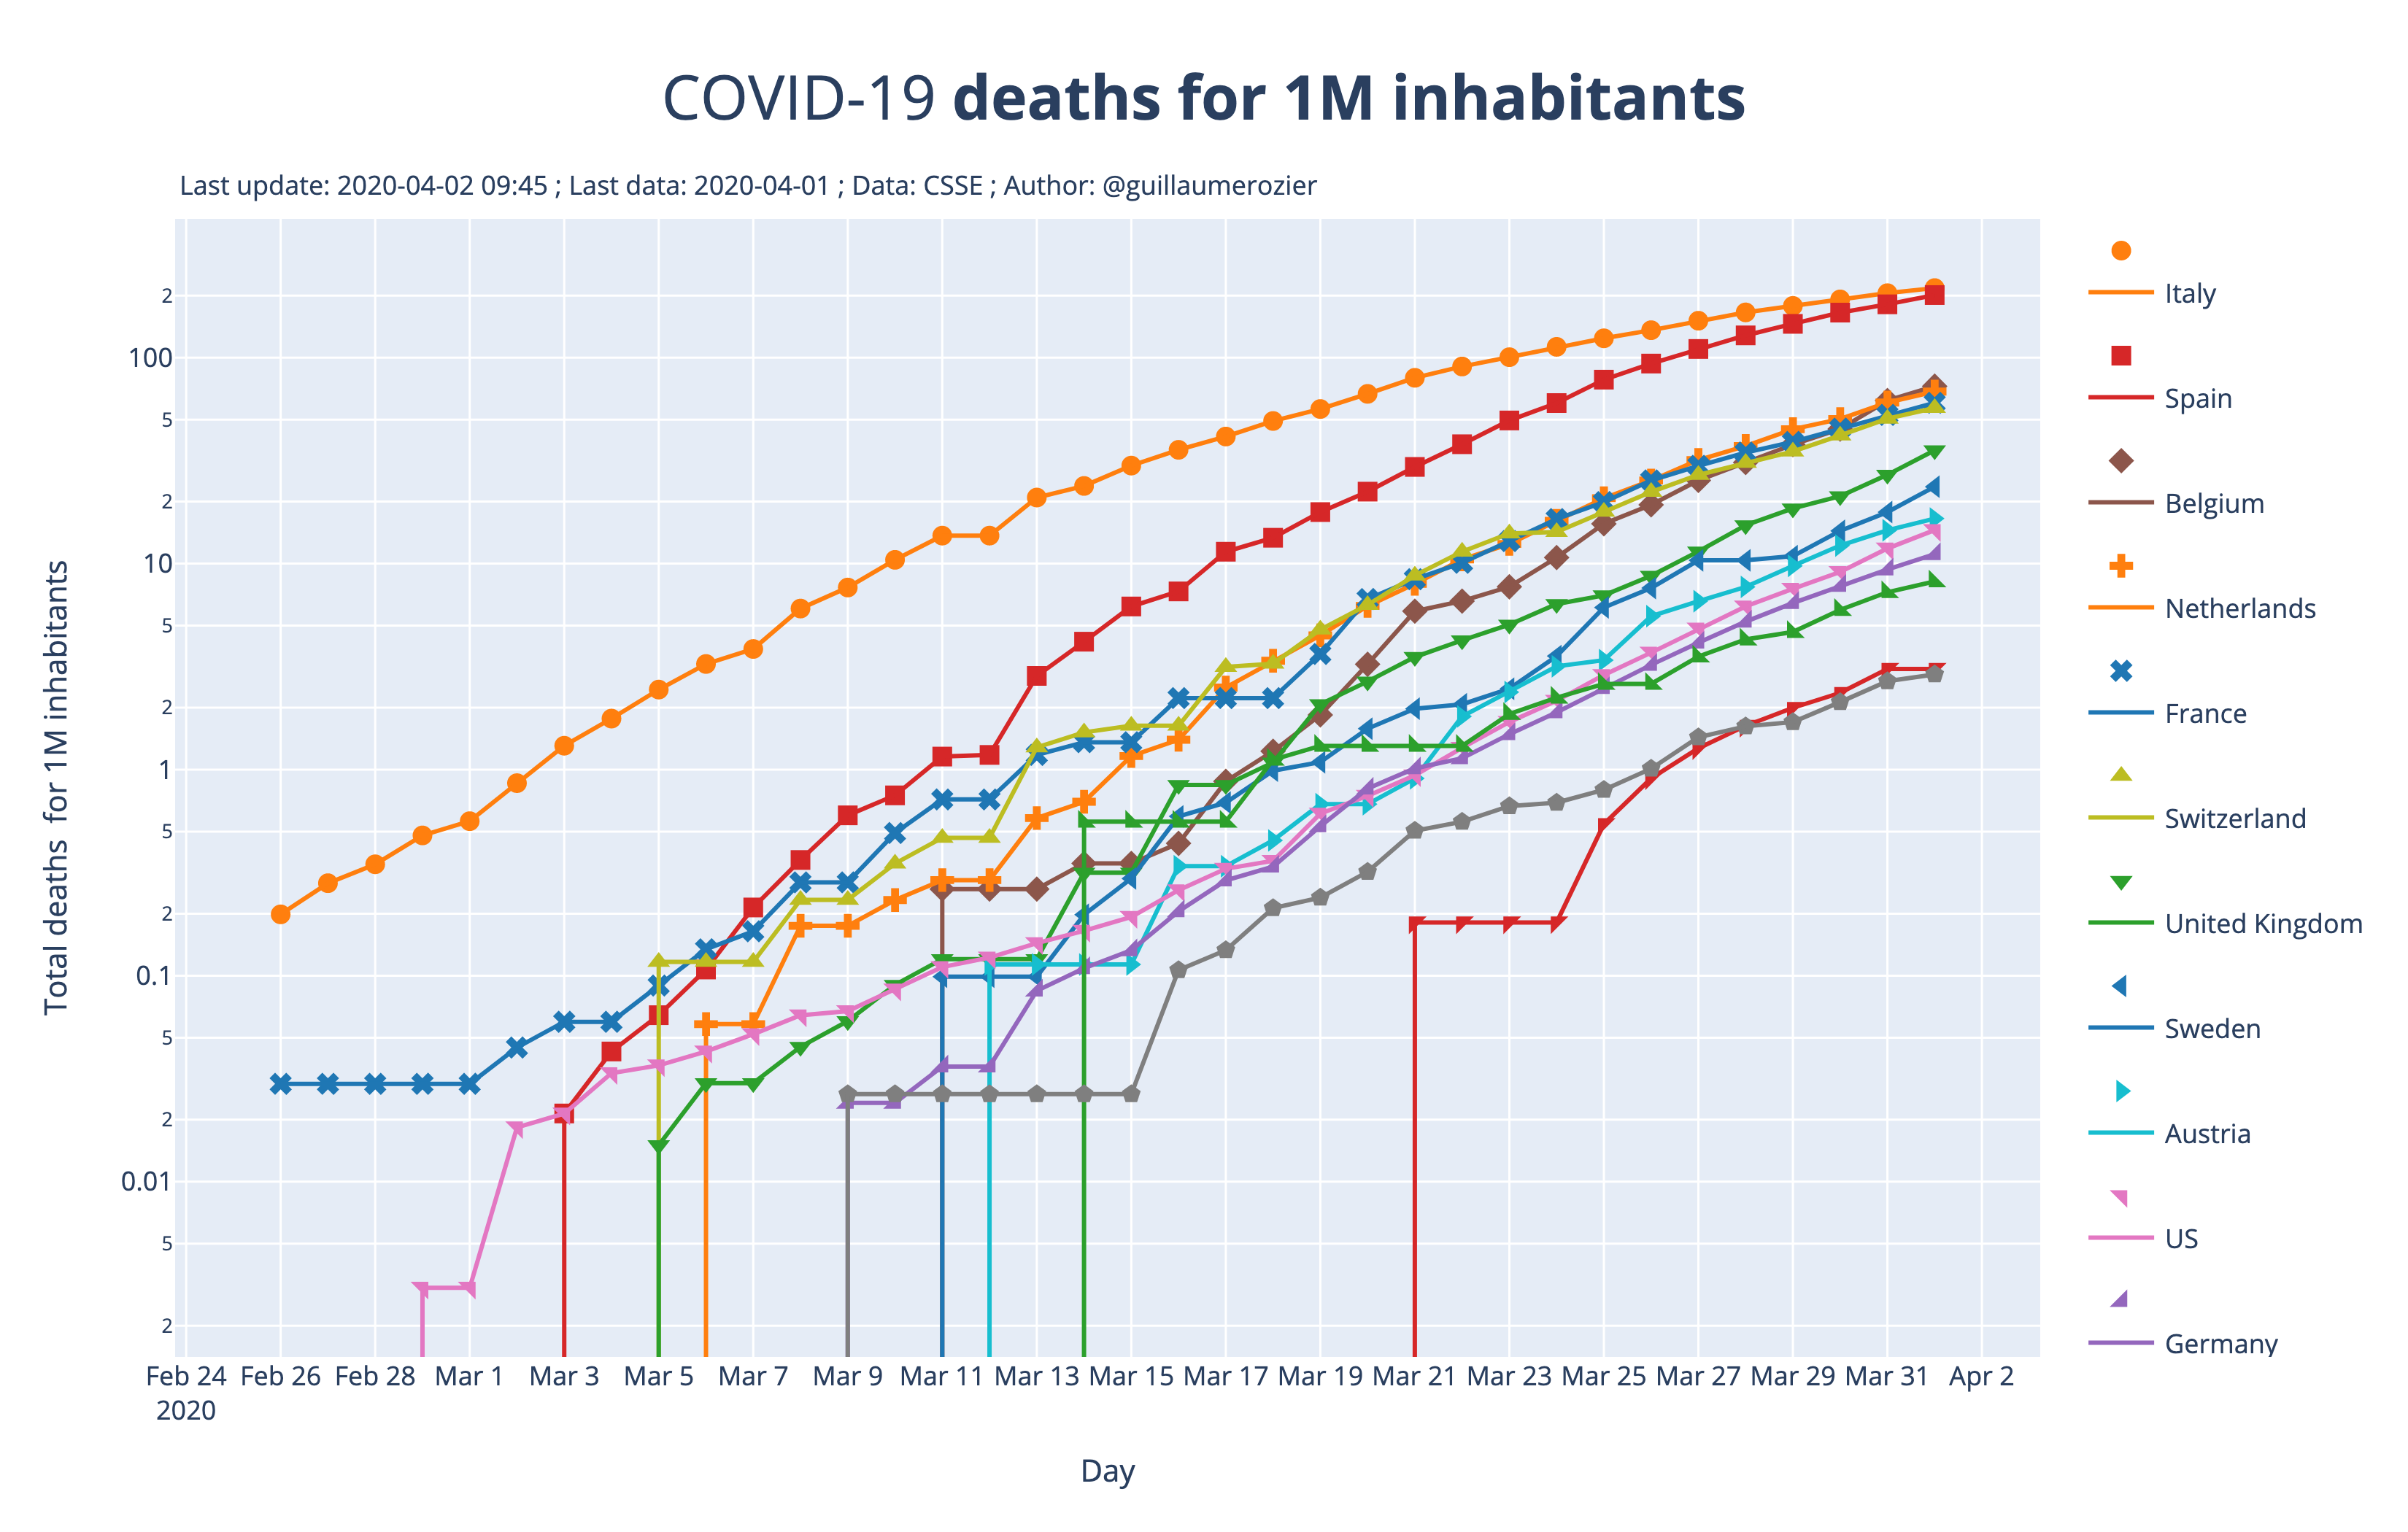 COVID-19 deaths for 1M inhabitants
Last update: 2020-04-02 09:45 ; Last data: 2020-04-01 ; Data: CSSE ; Author: @guillaumerozier
Total deaths for 1M inhabitants
2
100
5
2
10
5
2
1
5
2
0.1
5
2
0.01
5
2
Feb 24 Feb 26 Feb 28 Mar 1 Mar 3 Mar 5 Mar 7 Mar 9 Mar 11 Mar 13 Mar 15 Mar 17 Mar 19 Mar 21 Mar 23 Mar 25 Mar 27 Mar 29 Mar 31 Apr 2
2020
Day
Italy
Spain
Belgium
Netherlands
France
Switzerland
United Kingdom
Sweden
Austria
US
Germany